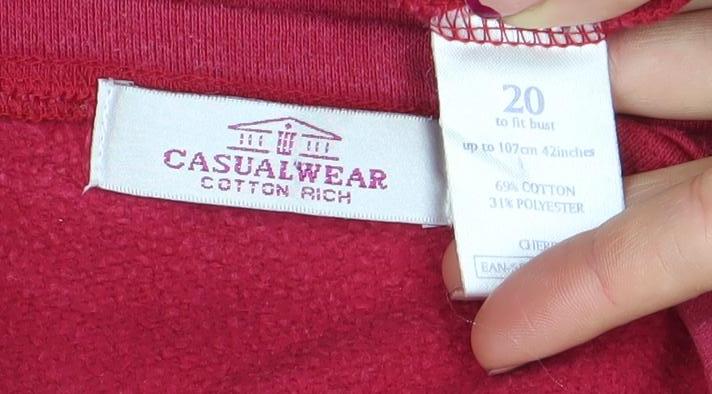 CASUALWEAR
COTTON RICH
20
to fit bust
up to 107cm 42inches
69% COTTON
31% POLYESTER